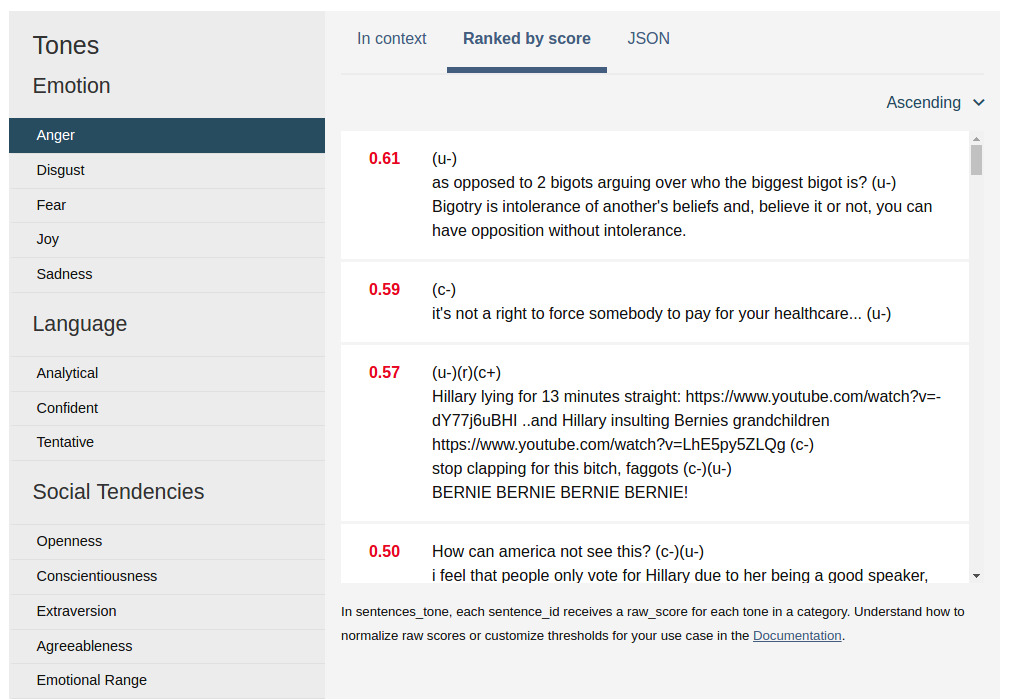 Tones
Emotion
Anger
Disgust
Fear
Joy
Sadness
Language
Analytical
Confident
Tentative
Social Tendencies
Openness
Conscientiousness
Extraversion
Agreeableness
Emotional Range
In context
Ranked by score
JSON
Ascending
0.61
(u-)
as opposed to 2 bigots arguing over who the biggest bigot is? (u-)
Bigotry is intolerance of another's beliefs and, believe it or not, you can
have opposition without intolerance.
0.59
(c-)
it's not a right to force somebody to pay for your healthcare... (u-)
0.57
(u-)(r)(c+)
Hillary lying for 13 minutes straight: https://www.youtube.com/watch?v=-
dY77j6uBHI ..and Hillary insulting Bernies grandchildren
https://www.youtube.com/watch?v=LhE5py5ZLQg (c-)
stop clapping for this bitch, faggots (c-)(u-)
BERNIE BERNIE BERNIE BERNIE!
0.50
How can america not see this? (c-)(u-)
i feel that people only vote for Hillary due to her being a good speaker,
In sentences_tone, each sentence_id receives a raw_score for each tone in a category. Understand how to
normalize raw scores or customize thresholds for your use case in the Documentation.